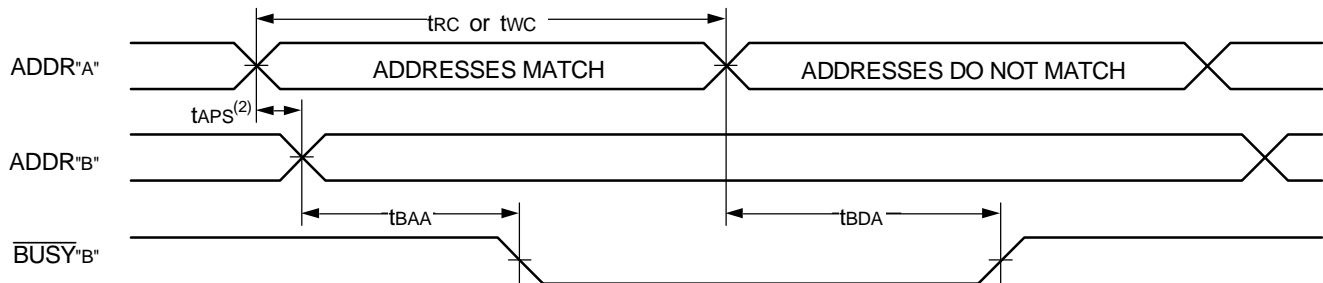 tRC or tWC
ADDR"A"
ADDRESSES MATCH
ADDRESSES DO NOT MATCH
tAPS(2)
ADDR"B"
tBAA
tBDA
BUSY"B"